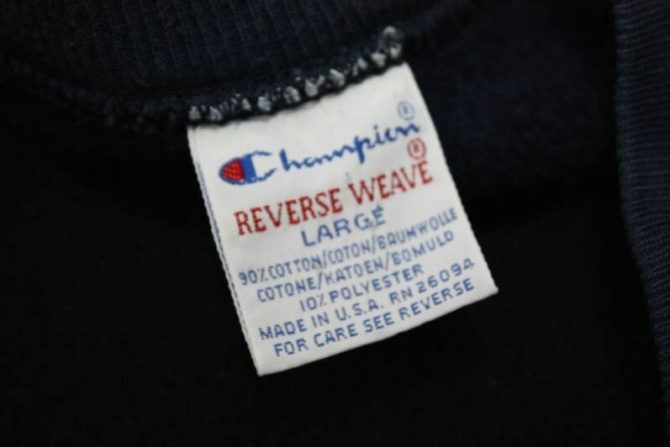 Champion®
REVERSE WEAVE®
LARGE
90% COTTON/COTON/BAUMWOLLE
COTONE/KATOEN/BOMULD
10% POLYESTER
MADE IN U.S.A. RN 26094
FOR CARE SEE REVERSE